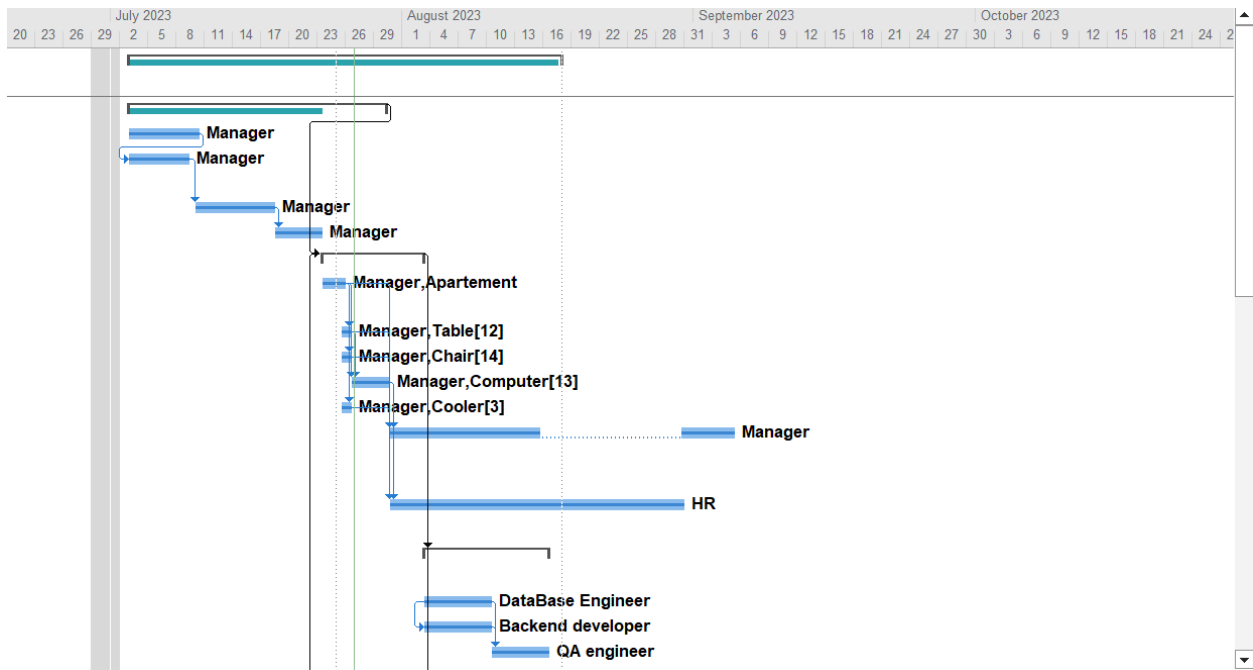 July 2023 August 2023 September 2023 October 2023
20 23 26 29 2 5 8 11 14 17 20 23 26 29 1 4 7 10 13 16 19 22 25 28 31 3 6 9 12 15 18 21 24 27 30 3 6 9 12 15 18 21 24 2
Manager
Manager
Manager
Manager
Manager,Apartement
Manager,Table[12]
Manager,Chair[14]
Manager,Computer[13]
Manager,Cooler[3]
Manager
HR
DataBase Engineer
Backend developer
QA engineer